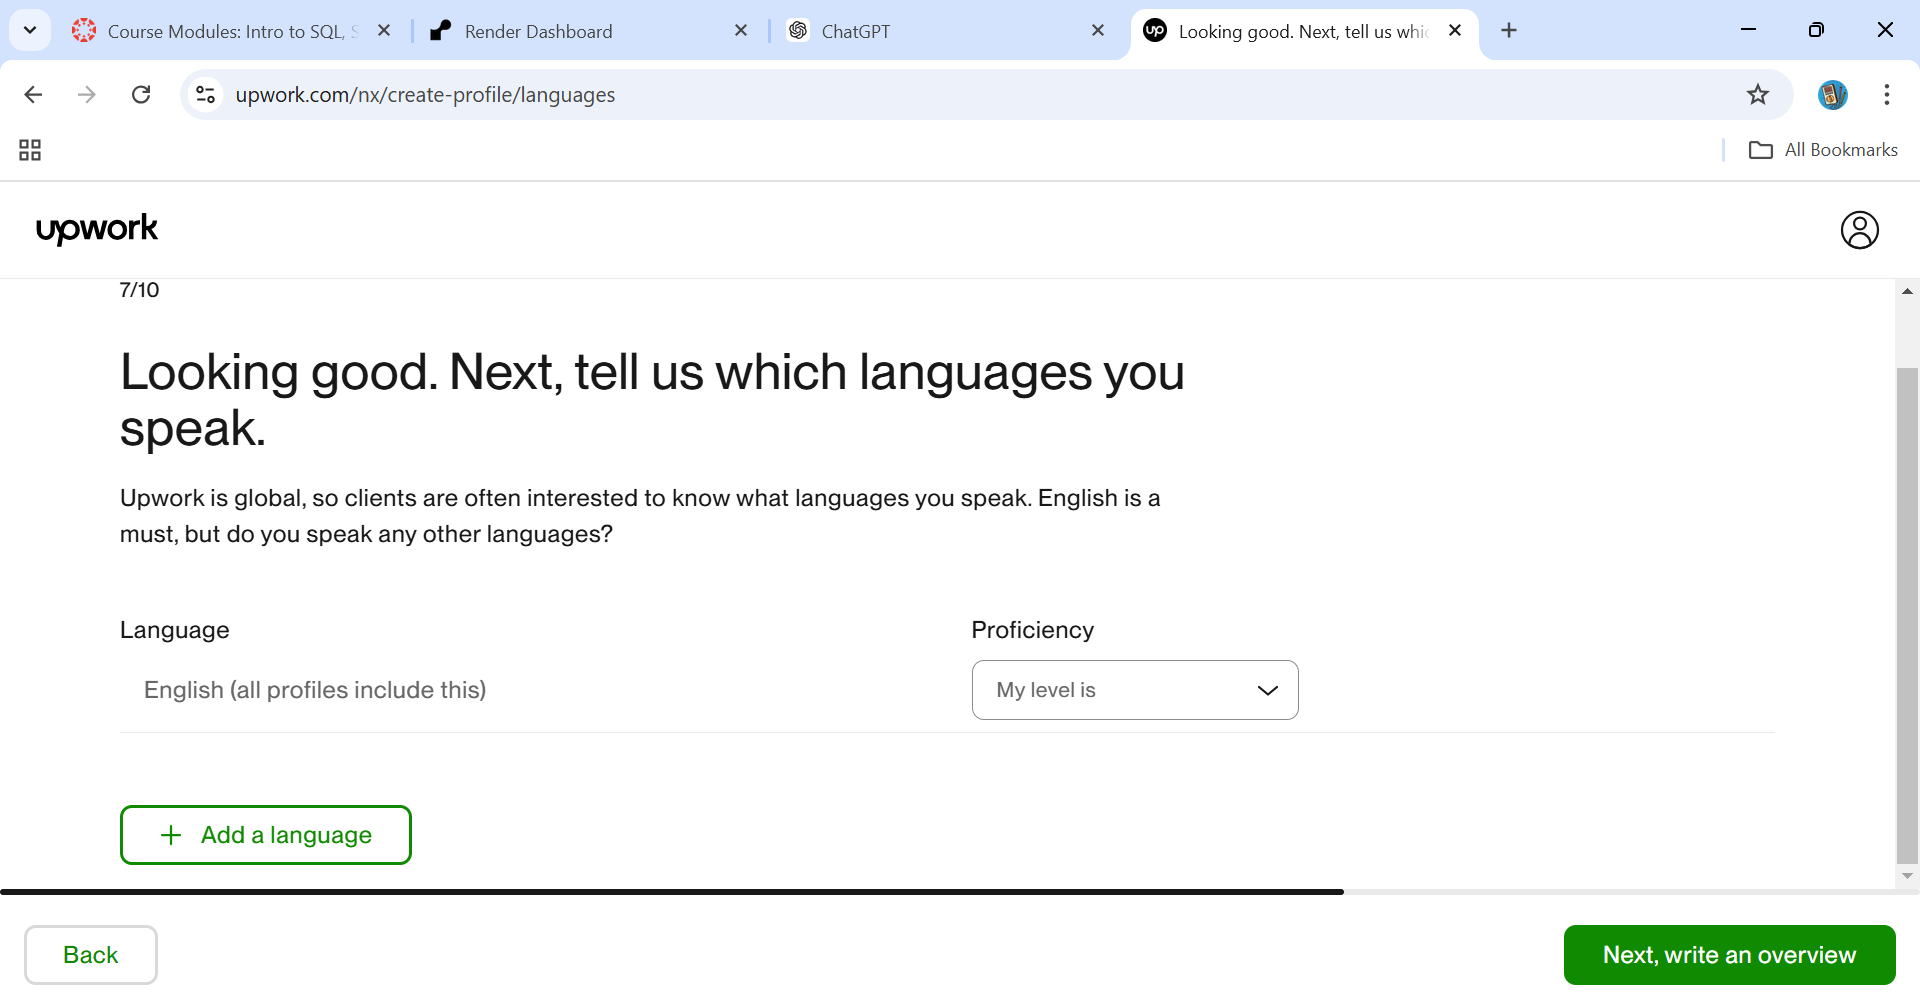 Course Modules: Intro to SQL, S
Render Dashboard
ChatGPT
up
Looking good. Next, tell us whic
upwork.com/nx/create-profile/languages
All Bookmarks
upwork
7/10
Looking good. Next, tell us which languages you
speak.
Upwork is global, so clients are often interested to know what languages you speak. English is a
must, but do you speak any other languages?
Language
Proficiency
English (all profiles include this)
My level is
+ Add a language
Back
Next, write an overview